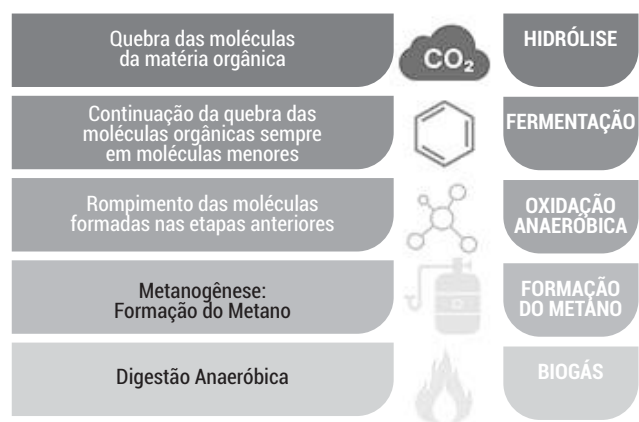 Quebra das moléculas
da matéria orgânica
CO₂
HIDRÓLISE
Continuação da quebra das
moléculas orgânicas sempre
em moléculas menores
FERMENTAÇÃO
Rompimento das moléculas
formadas nas etapas anteriores
OXIDAÇÃO
ANAERÓBICA
Metanogênese:
Formação do Metano
FORMAÇÃO
DO METANO
Digestão Anaeróbica
BIOGÁS